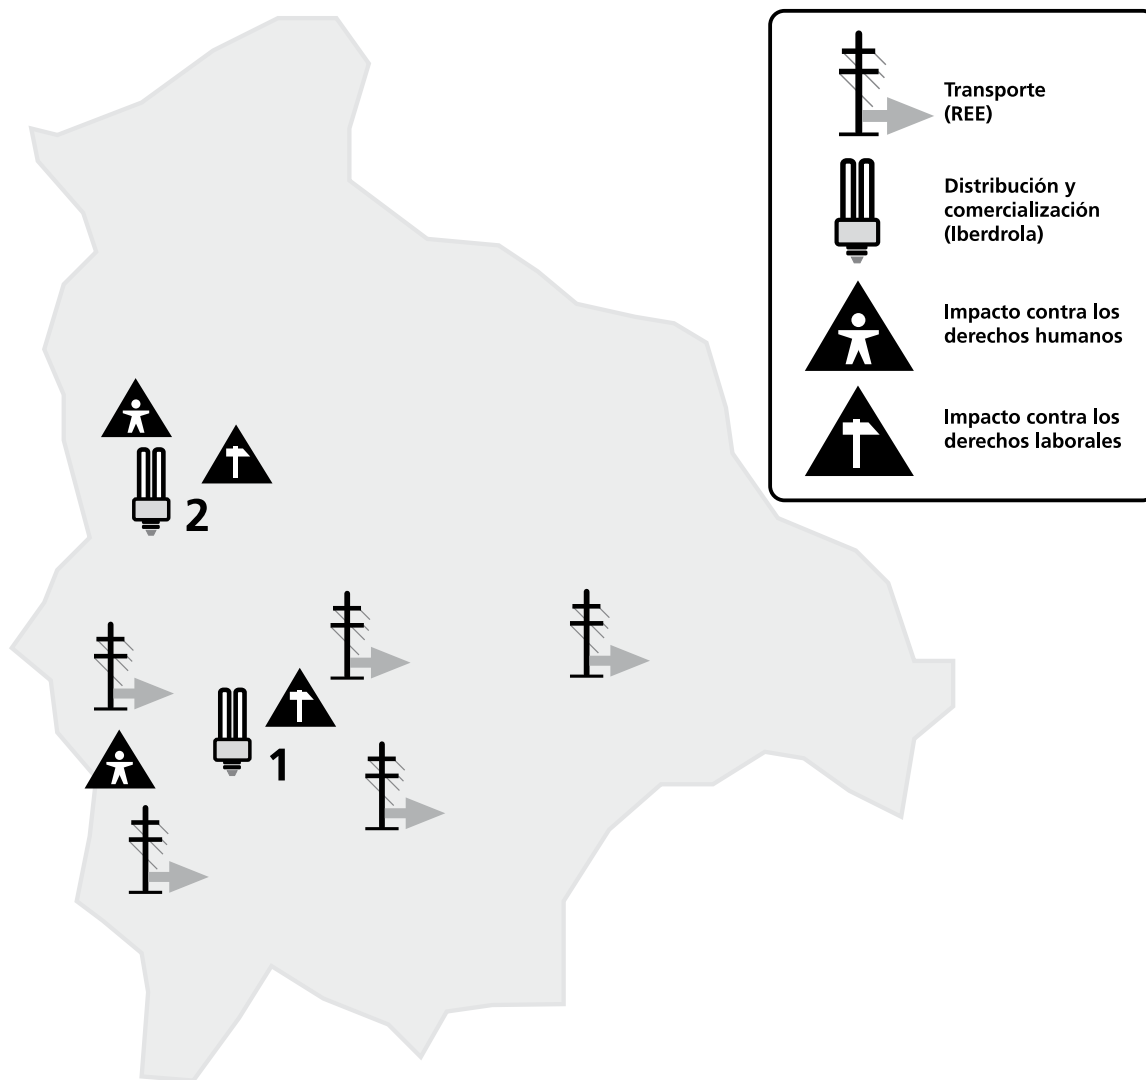 Transporte
(REE)
Distribución y
comercialización
(Iberdrola)
Impacto contra los
derechos humanos
Impacto contra los
derechos laborales
2
1